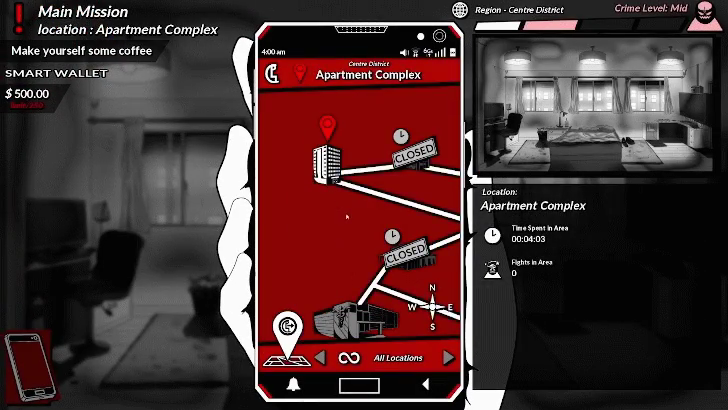 Main Mission
location : Apartment Complex
Make yourself some coffee
SMART WALLET
$ 500.00
4:00 am
Centre District
Apartment Complex
CLOSED
CLOSED
N
W E
S
All Locations
Region - Centre District
Crime Level: Mid
Location:
Apartment Complex
Time Spent in Area
00:04:03
Fights in Area
0